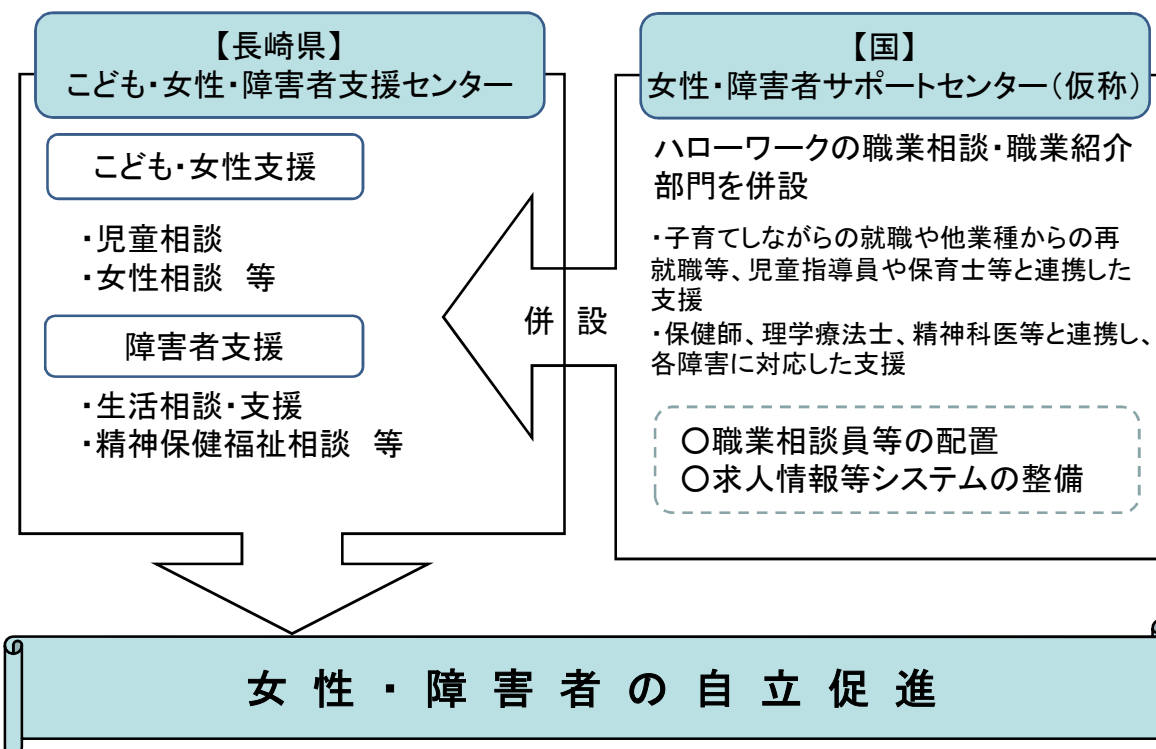 【長崎県】
こども・女性・障害者支援センター
こども・女性支援
・児童相談
・女性相談　等
障害者支援
・生活相談・支援
・精神保健福祉相談　等
併　設
【国】
女性・障害者サポートセンター（仮称）
ハローワークの職業相談・職業紹介
部門を併設
・子育てしながらの就職や他業種からの再
就職等、児童指導員や保育士等と連携した
支援
・保健師、理学療法士、精神科医等と連携し、
各障害に対応した支援
○職業相談員等の配置
○求人情報等システムの整備
女性・障害者の自立促進